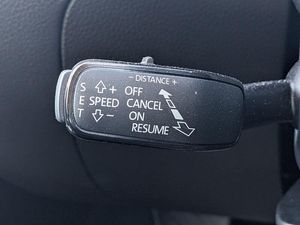 - DISTANCE +
S + OFF
E SPEED CANCEL
T - ON
RESUME